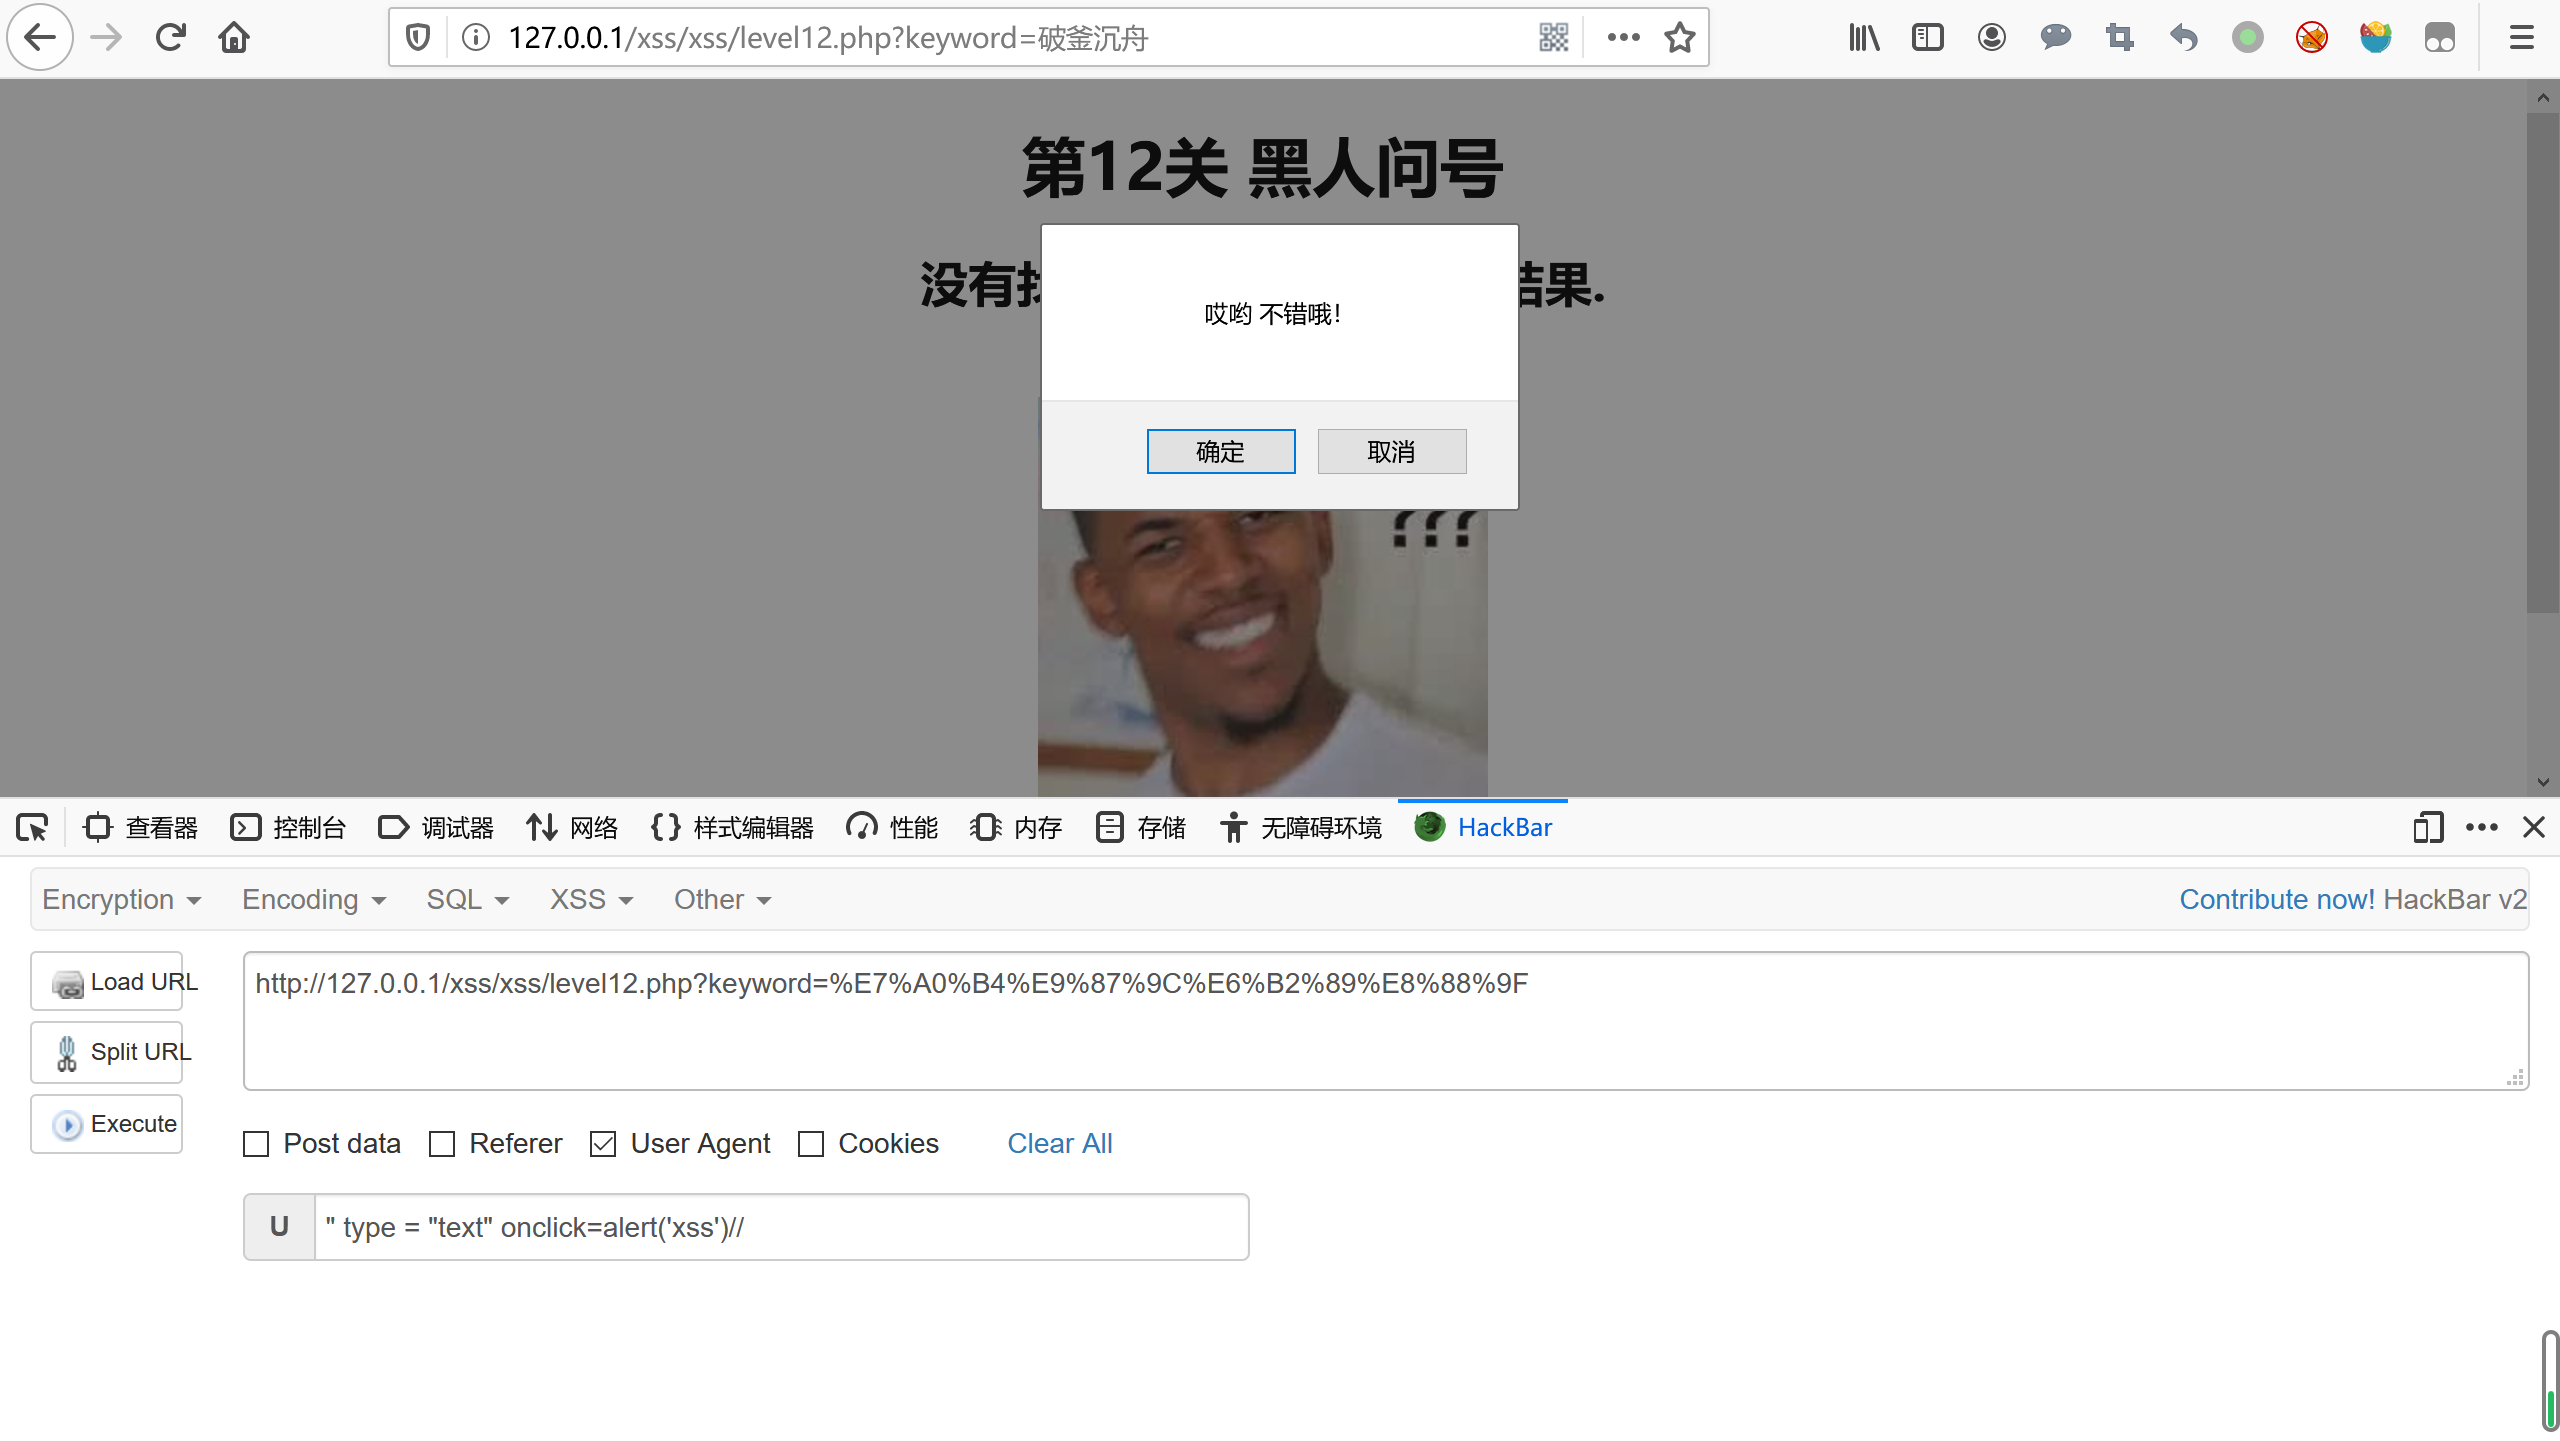 127.0.0.1/xss/xss/level12.php?keyword=破釜沉舟
第12关 黑人问号
没有
结果.
哎哟 不错哦!
确定
取消
???
查看器 控制台 调试器 网络 样式编辑器 性能 内存 存储 无障碍环境 HackBar
Encryption Encoding SQL XSS Other Contribute now! HackBar v2
Load URL
http://127.0.0.1/xss/xss/level12.php?keyword=%E7%A0%B4%E9%87%9C%E6%B2%89%E8%88%9F
Split URL
Execute
Post data Referer User Agent Cookies Clear All
U " type = "text" onclick=alert('xss')//